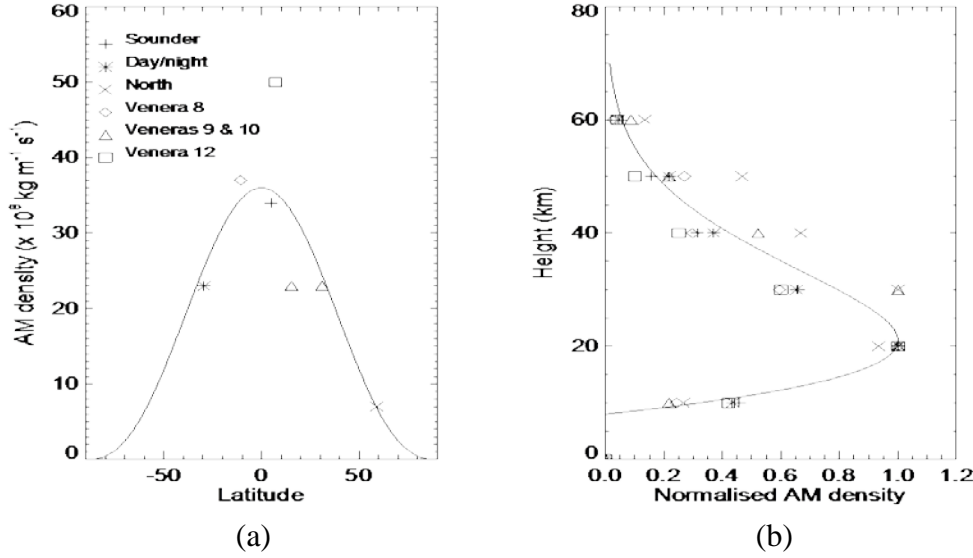 60
50
40
30
20
10
0
AM density (x 10⁸ kg m⁻¹ s⁻¹)
Sounder
Day/night
North
Venera 8
Veneras 9 & 10
Venera 12
-50 0 50
Latitude
(a)
80
60
40
20
0
Height (km)
0.0 0.2 0.4 0.6 0.8 1.0 1.2
Normalised AM density
(b)